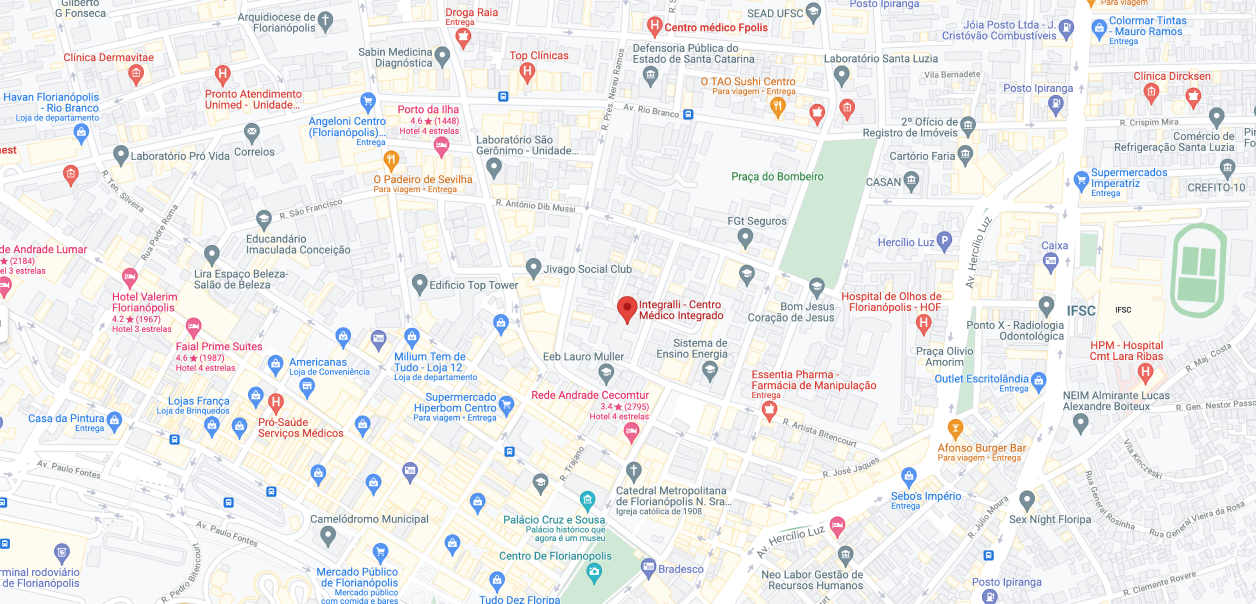 Gilberto
G Fonseca
Arquidiocese de
Florianópolis
Droga Raia
Entrega
Centro médico Fpolis
SEAD UFSC
Posto Ipiranga
Para viagem
Jóia Posto Ltda - J.
Cristóvão Combustíveis
Colormar Tintas
- Mauro Ramos
Entrega
Clínica Dermavitae
Sabin Medicina
Diagnóstica
Top Clínicas
Defensoria Pública do
Estado de Santa Catarina
Laboratório Santa Luzia
Vila Bernadete
Clínica Dircksen
O TAO Sushi Centro
Para viagem • Entrega
Posto Ipiranga
Pronto Atendimento
Unimed - Unidade...
Havan Florianópolis
- Rio Branco
Loja de departamento
Porto da Ilha
4.6 ★ (1448)
Hotel 4 estrelas
Angeloni Centro
(Florianópolis)...
Entrega
R. Pres. Nereu Ramos
Av. Rio Branco
2º Ofício de
Registro de Imóveis
R. Crispim Mira
Comércio de
Refrigeração Santa Luzia
Correios
Laboratório São
Gerônimo - Unidade...
Laboratório Pró Vida
Cartório Faria
O Padeiro de Sevilha
Para viagem • Entrega
Praça do Bombeiro
CASAN
Supermercados
Imperatriz
Entrega
CREFITO-10
R. Ten. Silveira
R. São Francisco
R. Antônio Dib Mussi
Rua Padre Roma
FGt Seguros
Av. Hercílio Luz
Educandário
Imaculada Conceição
Hercílio Luz
Caixa
de Andrade Lumar
★ (2184)
el 3 estrelas
Lira Espaço Beleza-
Salão de Beleza
Jivago Social Club
Edificio Top Tower
Hotel Valerim
Florianópolis
4.2 ★ (1967)
Hotel 3 estrelas
Integralli - Centro
Médico Integrado
Bom Jesus
Coração de Jesus
Hospital de Olhos de
Florianópolis - HOF
IFSC
IFSC
Ponto X - Radiologia
Odontológica
Faial Prime Suites
4.6 ★ (1987)
Hotel 4 estrelas
Americanas
Loja de Conveniência
Milium Tem de
Tudo - Loja 12
Loja de departamento
Eeb Lauro Muller
Sistema de
Ensino Energia
Praça Olivio
Amorim
HPM - Hospital
Cmt Lara Ribas
R. Maj. Costa
Essentia Pharma -
Farmácia de Manipulação
Entrega
Outlet Escritolândia
Entrega
Lojas França
Loja de Brinquedos
Supermercado
Hiperbom Centro
Para viagem • Entrega
Rede Andrade Cecomtur
3.4 ★ (2795)
Hotel 4 estrelas
NEIM Almirante Lucas
Alexandre Boiteux
R. Gen. Nestor Passo
Casa da Pintura
Entrega
Pró-Saúde
Serviços Médicos
R. Artista Bitencourt
Afonso Burger Bar
Para viagem • Entrega
Vila Kinczeski
Av. Paulo Fontes
R. Trajano
R. José Jaques
Catedral Metropolitana
de Florianópolis N. Sra...
Igreja católica de 1908
Sebo's Império
Entrega
Rua General Rosinha
Rua General Vieira da Rosa
Camelódromo Municipal
Av. Paulo Fontes
Palácio Cruz e Sousa
Palácio histórico que
agora é um museu
Av. Hercílio Luz
R. Júlio Moura
Sex Night Floripa
Centro De Florianopolis
rminal rodoviário
de Florianópolis
R. Pedro Bitencourt
Mercado Público
de Florianópolis
Mercado público
com comida e bares
Bradesco
Neo Labor Gestão de
Recursos Humanos
Posto Ipiranga
R. Clemente Rovere
Tudo Dez Floripa